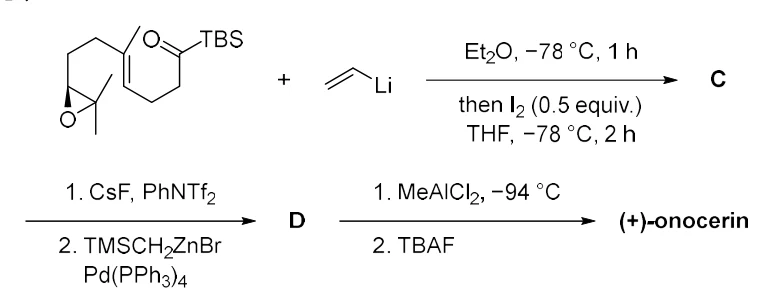 O TBS
O
+
Li
Et2O, −78 °C, 1 h
then I2 (0.5 equiv.)
THF, −78 °C, 2 h
C
1. CsF, PhNTf2
2. TMSCH2ZnBr
Pd(PPh3)4
D
1. MeAlCl2, −94 °C
2. TBAF
(+)-onocerin